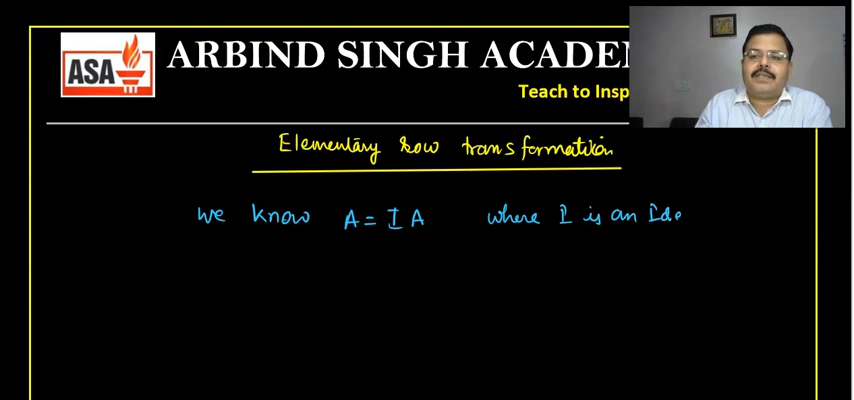 ASA
ARBIND SINGH ACADE
Teach to Insp
Elementary row transformation
we know A = I A where I is an Ide